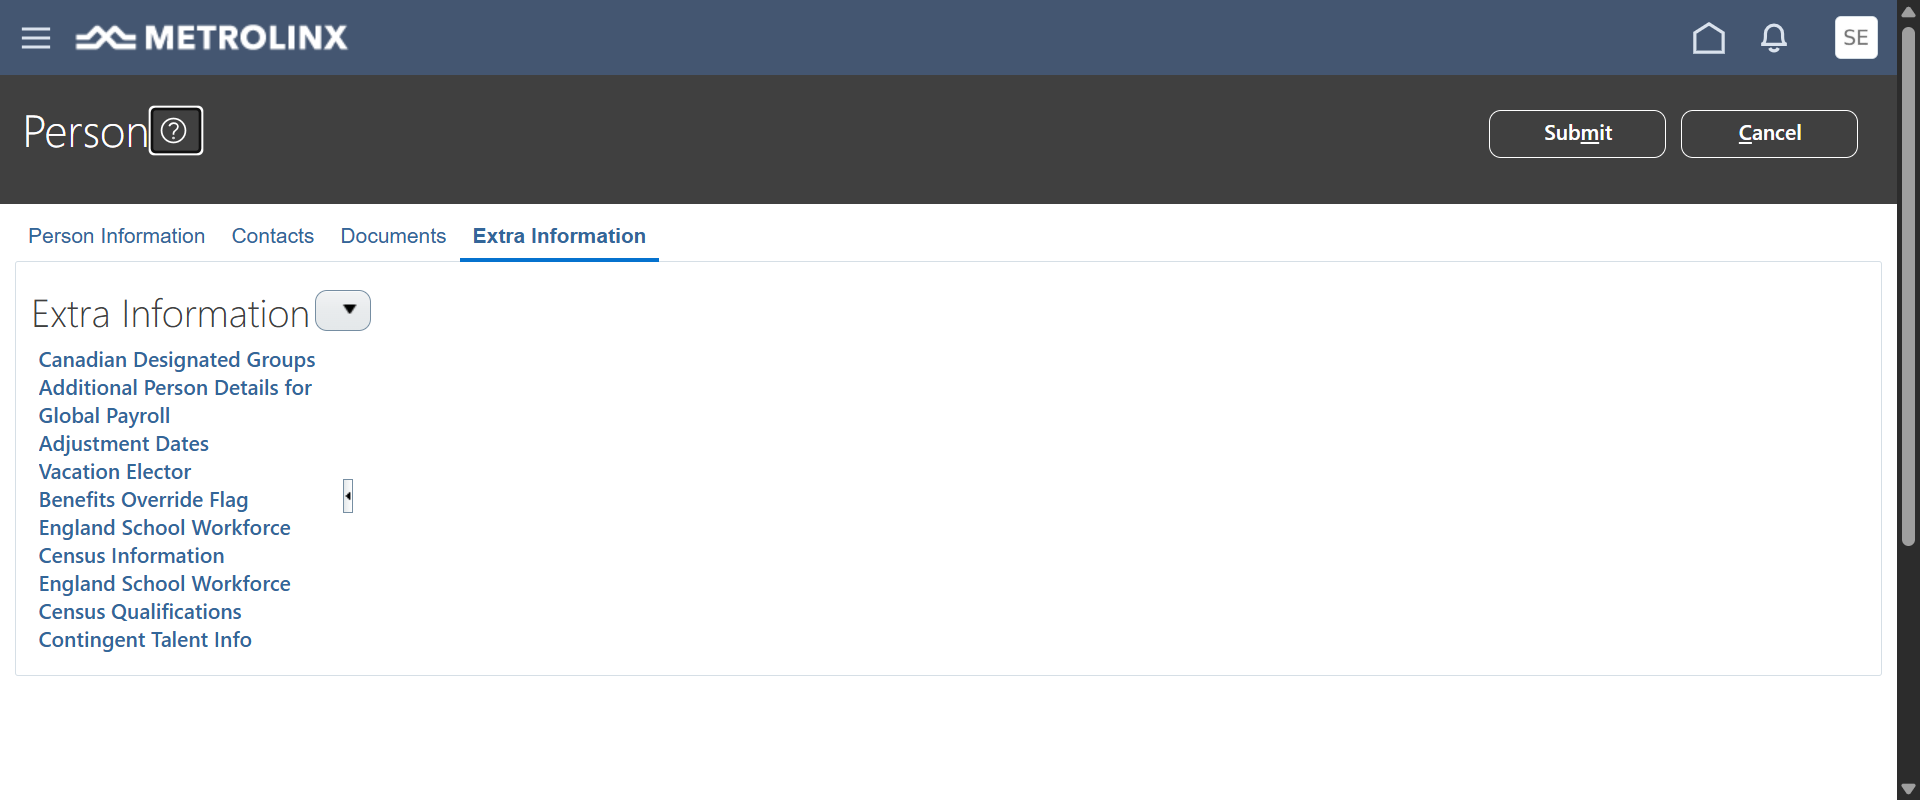 METROLINX
SE
Person
Submit
Cancel
Person Information
Contacts
Documents
Extra Information
Extra Information
Canadian Designated Groups
Additional Person Details for
Global Payroll
Adjustment Dates
Vacation Elector
Benefits Override Flag
England School Workforce
Census Information
England School Workforce
Census Qualifications
Contingent Talent Info